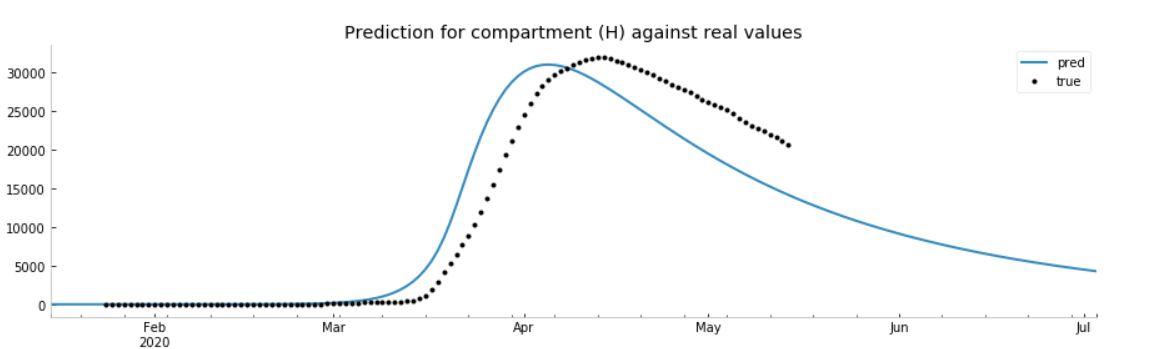 Prediction for compartment (H) against real values
pred
true
30000
25000
20000
15000
10000
5000
0
Feb
2020
Mar
Apr
May
Jun
Jul